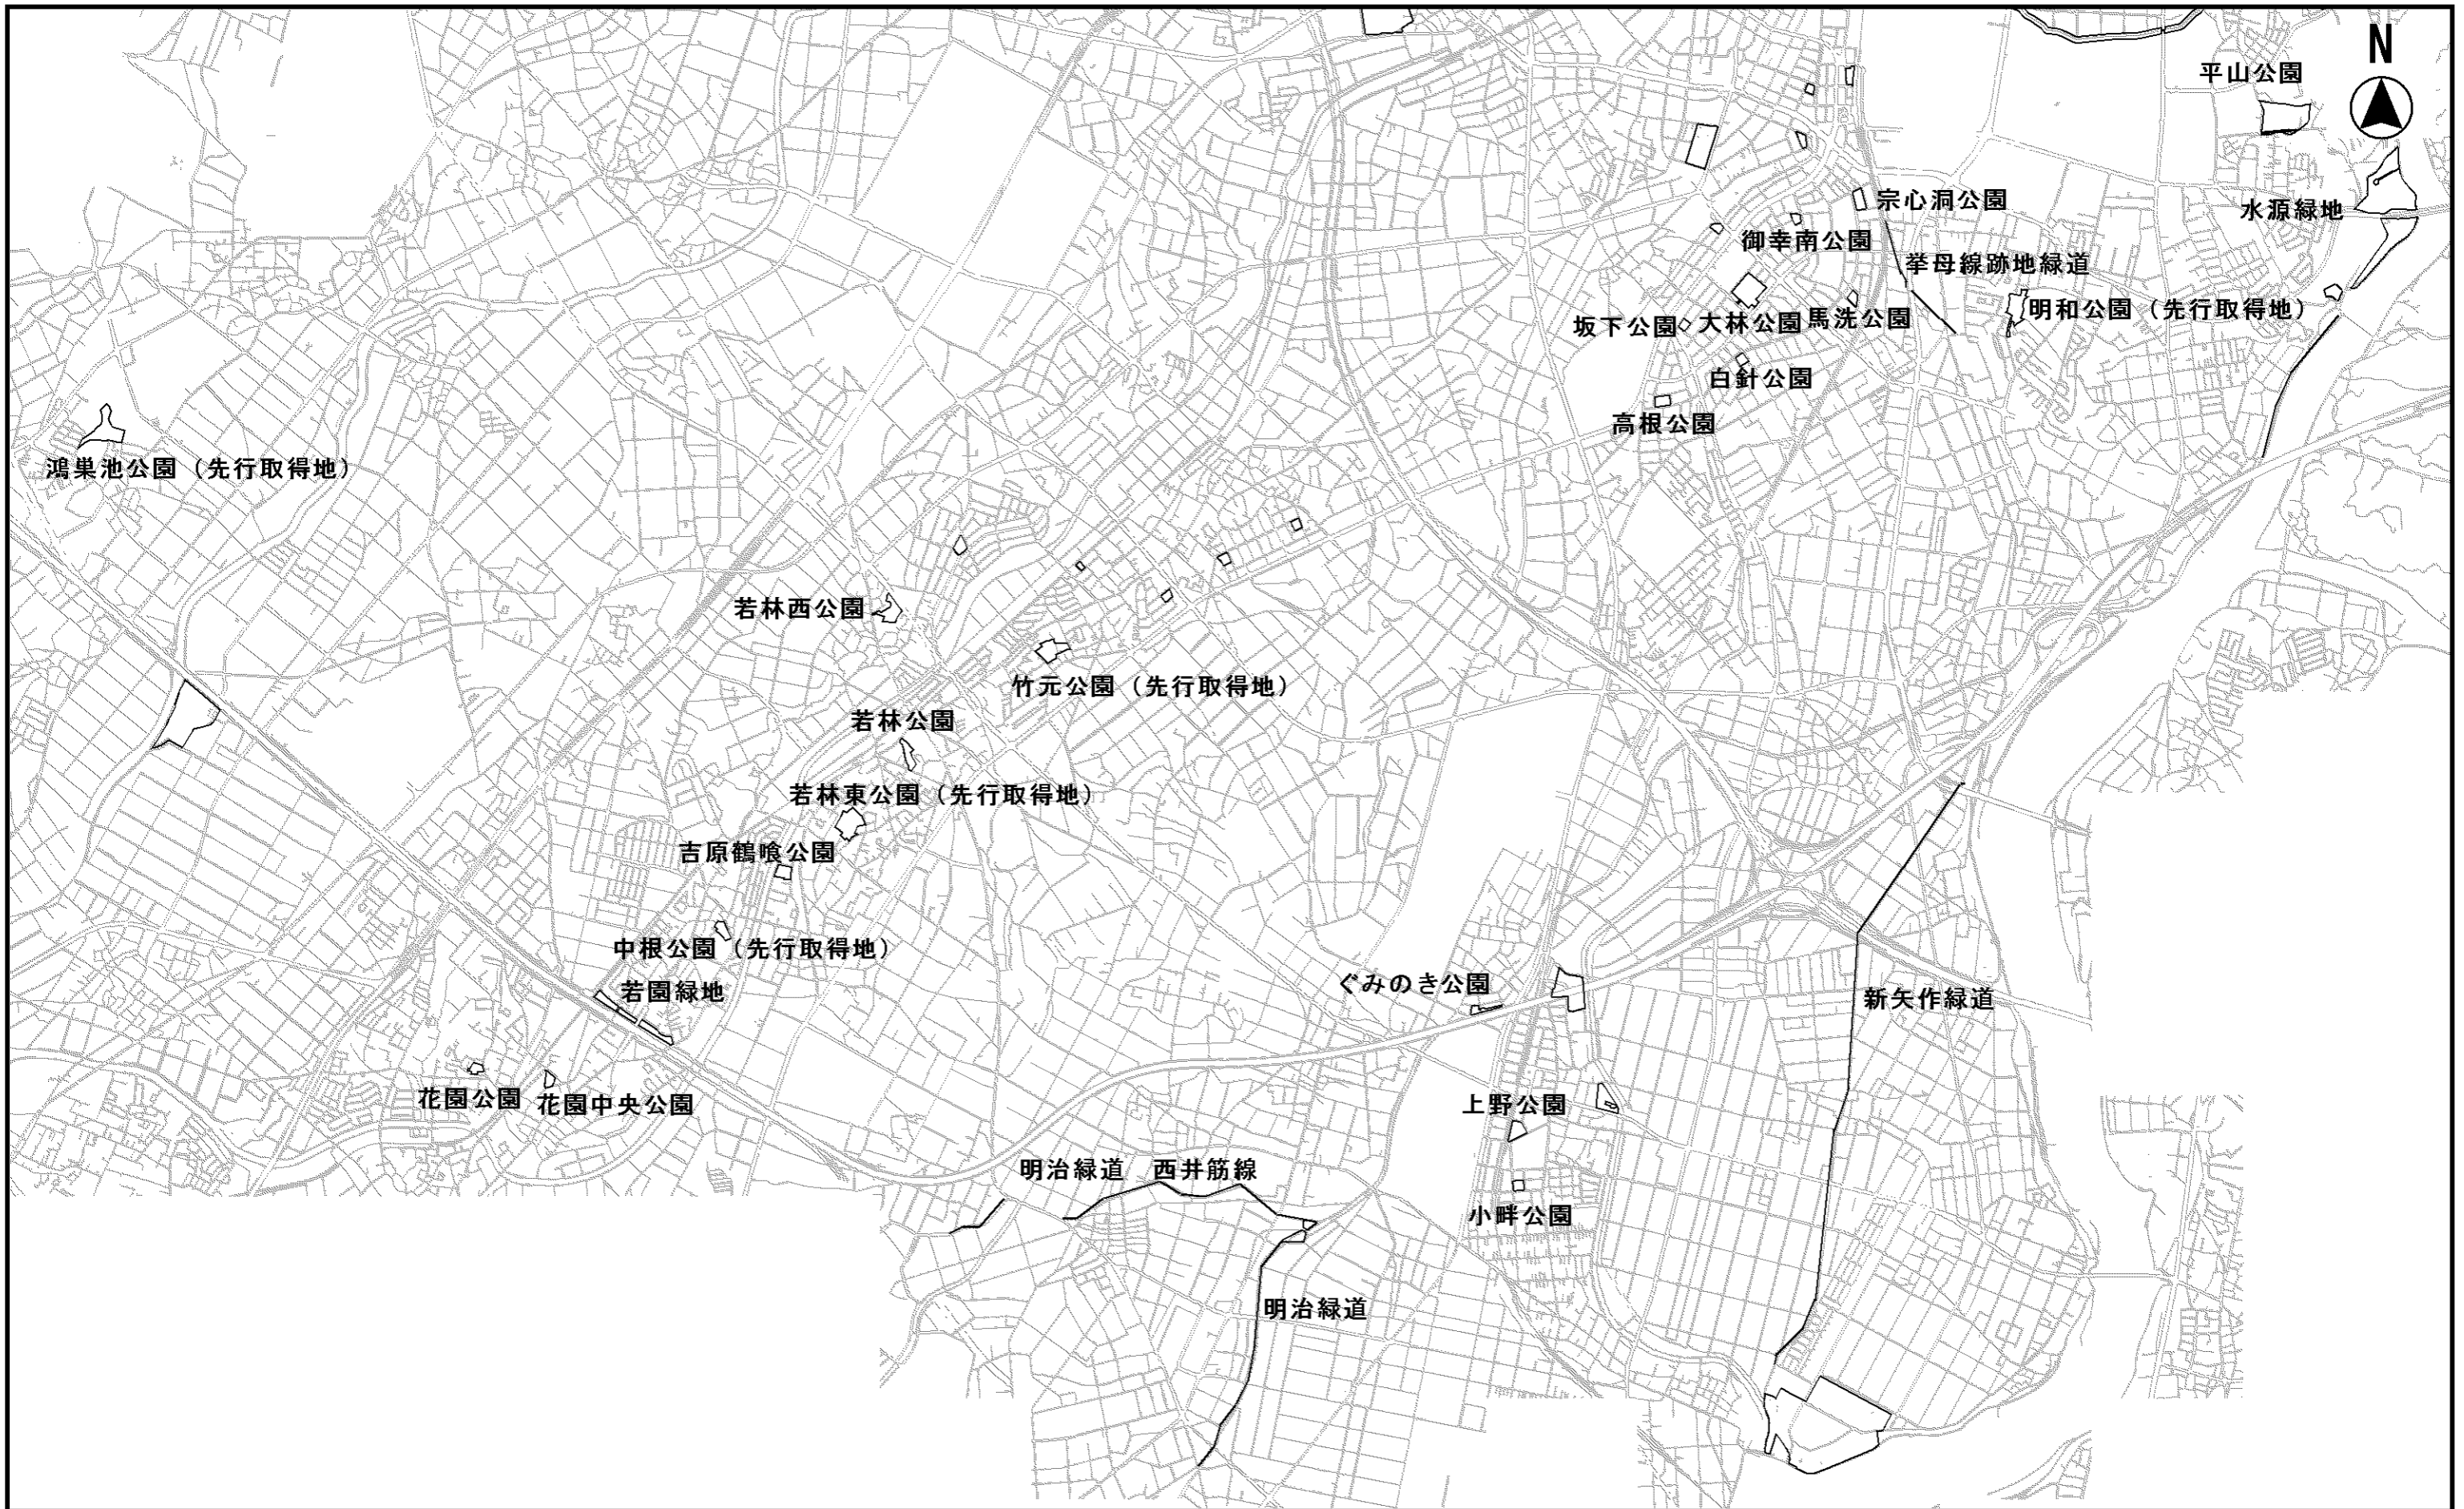 N
平山公園
水源緑地
宗心洞公園
御幸南公園
挙母線跡地緑道
明和公園（先行取得地）
坂下公園
大林公園
馬洗公園
白針公園
高根公園
鴻巣池公園（先行取得地）
若林西公園
竹元公園（先行取得地）
若林公園
若林東公園（先行取得地）
吉原鶴喰公園
中根公園（先行取得地）
若園緑地
ぐみのき公園
新矢作緑道
花園公園
花園中央公園
上野公園
明治緑道　西井筋線
小畔公園
明治緑道